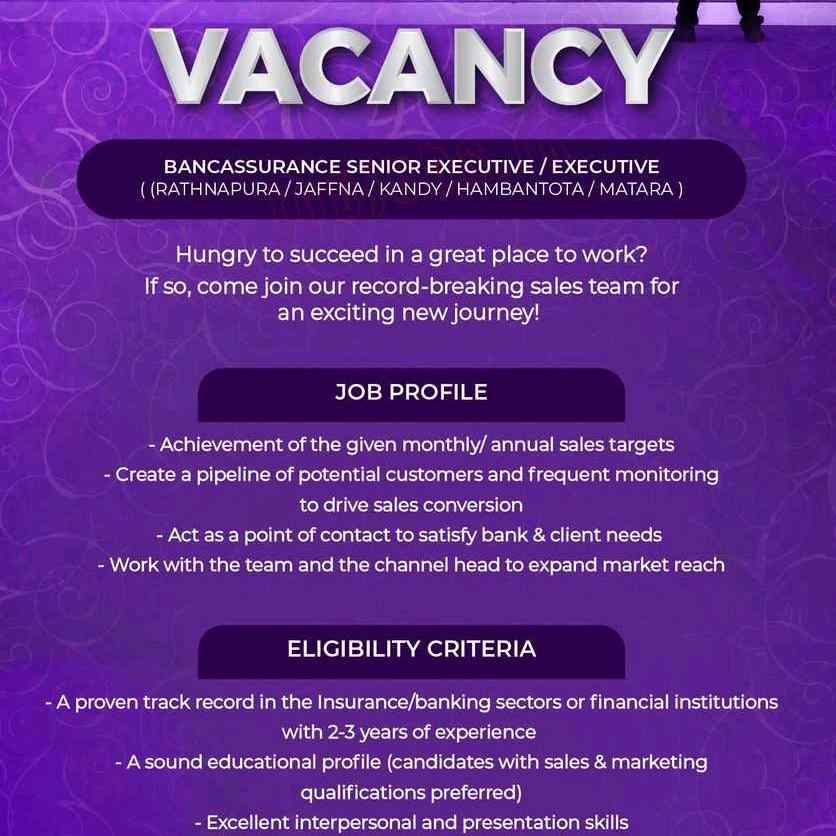 VACANCY
BANCASSURANCE SENIOR EXECUTIVE / EXECUTIVE
( (RATHNAPURA / JAFFNA / KANDY / HAMBANTOTA / MATARA )
Hungry to succeed in a great place to work?
If so, come join our record-breaking sales team for
an exciting new journey!
JOB PROFILE
- Achievement of the given monthly/ annual sales targets
- Create a pipeline of potential customers and frequent monitoring
to drive sales conversion
- Act as a point of contact to satisfy bank & client needs
- Work with the team and the channel head to expand market reach
ELIGIBILITY CRITERIA
- A proven track record in the Insurance/banking sectors or financial institutions
with 2-3 years of experience
- A sound educational profile (candidates with sales & marketing
qualifications preferred)
- Excellent interpersonal and presentation skills